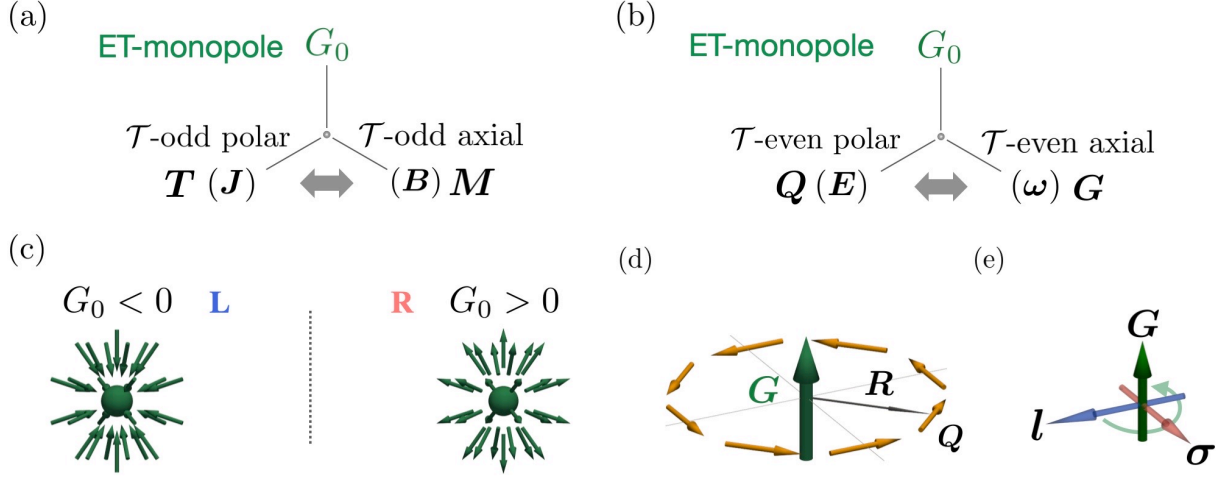 (a)
ET-monopole G₀
𝒯-odd polar 𝒯-odd axial
T (J) (B) M
(b)
ET-monopole G₀
𝒯-even polar 𝒯-even axial
Q (E) (ω) G
(c)
G₀ < 0 L R G₀ > 0
(d)
G R
Q
(e)
G
l
σ